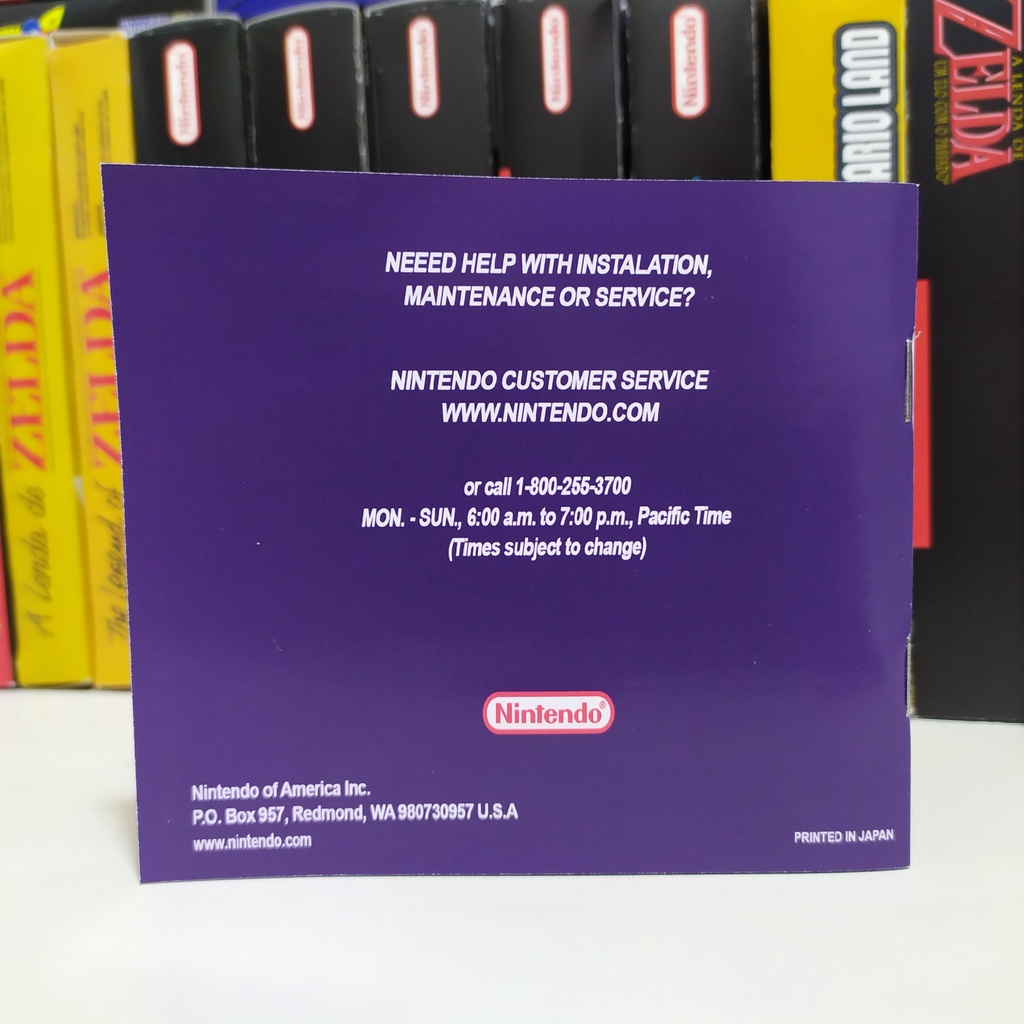 Nintendo
Nintendo
Nintendo
Nintendo
Nintendo
ARIO LAND
A LENDA DE
ZELDA
ZELDA
A Lenda de
ZELDA
The Legend of
NEEED HELP WITH INSTALATION,
MAINTENANCE OR SERVICE?
NINTENDO CUSTOMER SERVICE
WWW.NINTENDO.COM
or call 1-800-255-3700
MON. - SUN., 6:00 a.m. to 7:00 p.m., Pacific Time
(Times subject to change)
Nintendo®
Nintendo of America Inc.
P.O. Box 957, Redmond, WA 980730957 U.S.A
www.nintendo.com
PRINTED IN JAPAN